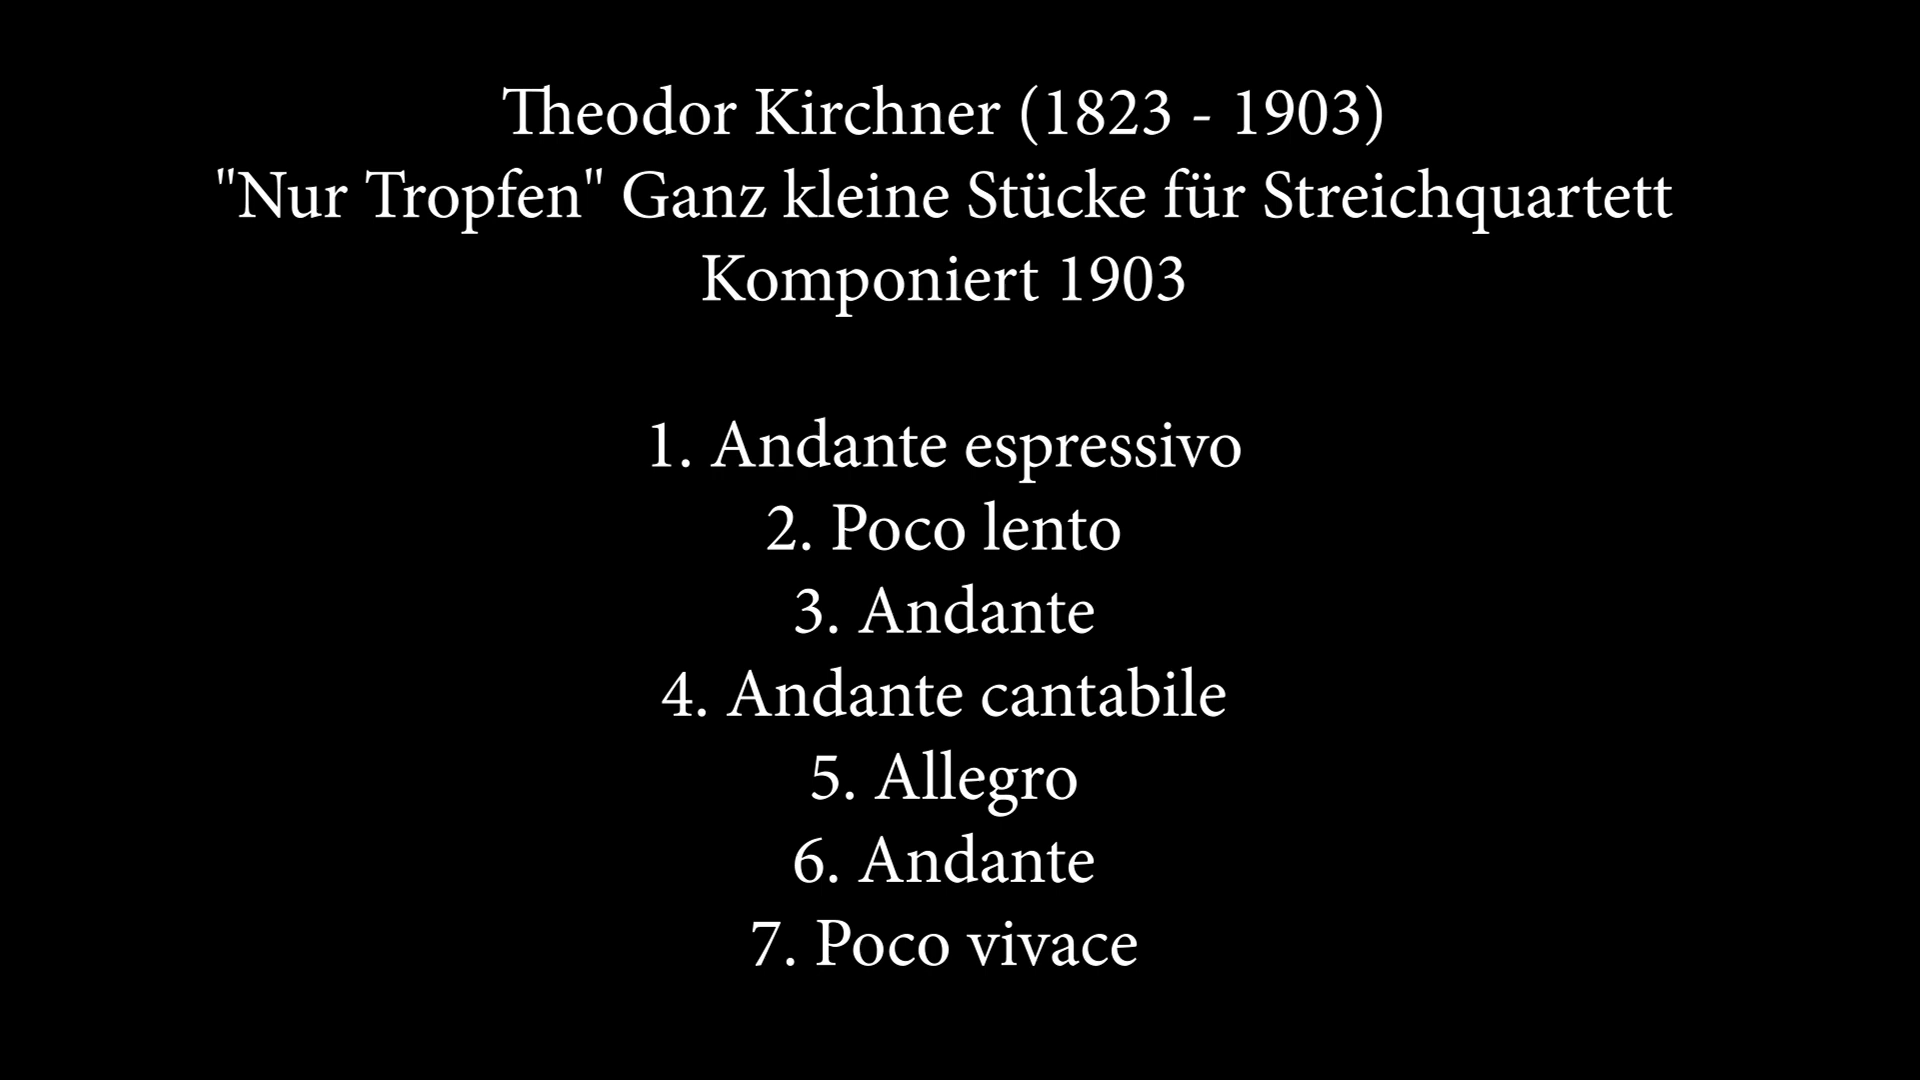 Theodor Kirchner (1823 - 1903)
"Nur Tropfen" Ganz kleine Stücke für Streichquartett
Komponiert 1903
1. Andante espressivo
2. Poco lento
3. Andante
4. Andante cantabile
5. Allegro
6. Andante
7. Poco vivace